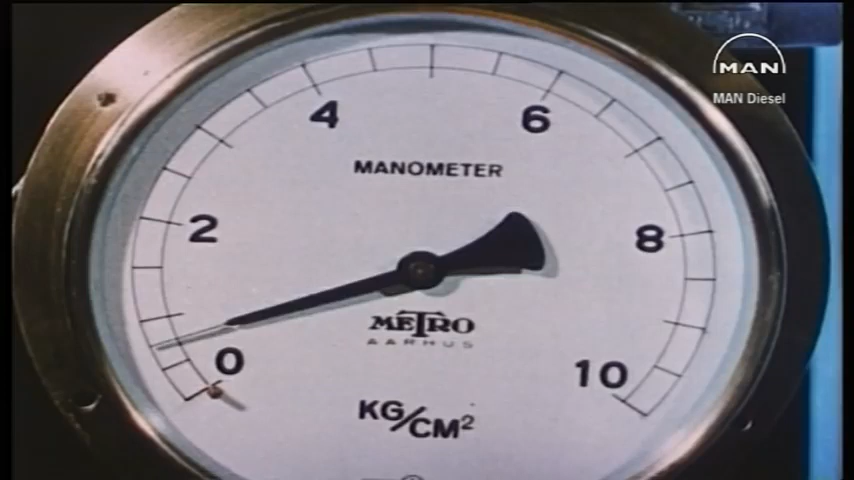 MAN
MAN Diesel
4
6
MANOMETER
2
8
METRO
AARHUS
0
10
KG/CM²